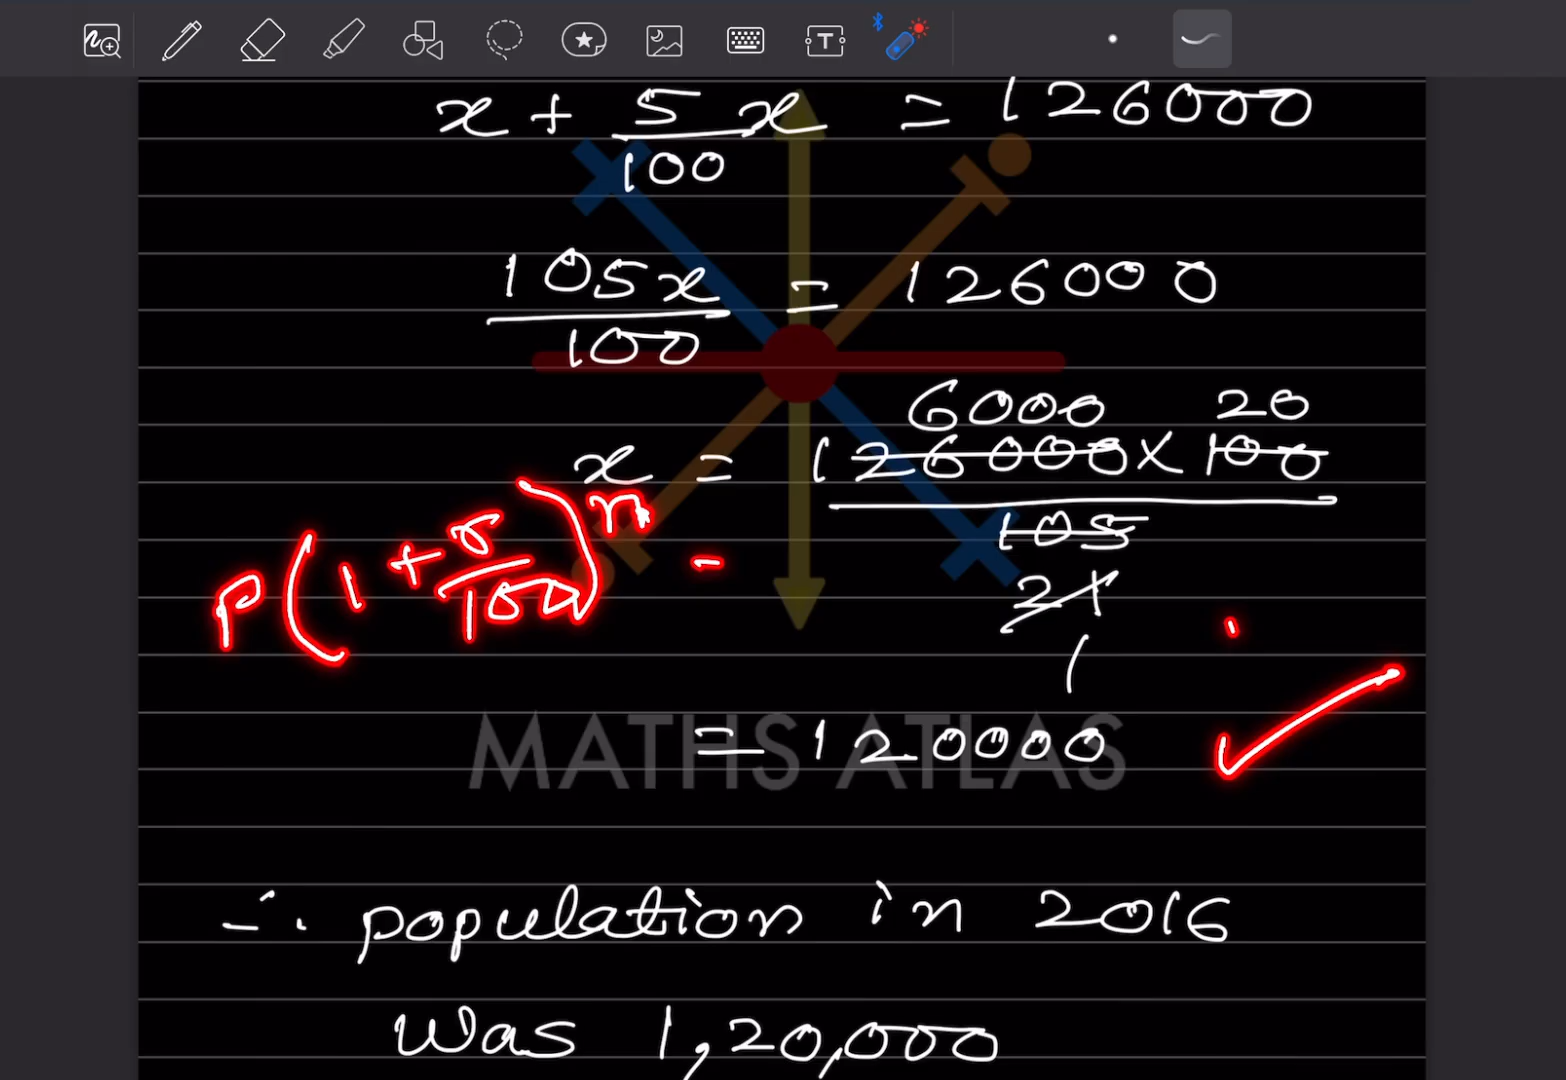 x + 5/100 x = 126000
105x/100 = 126000
6000 20
x = 126000 x 100
105
21
1
P(1 + r/100)^n -
= 120000
MATHS ATLAS
∴ population in 2016
was 1,20,000